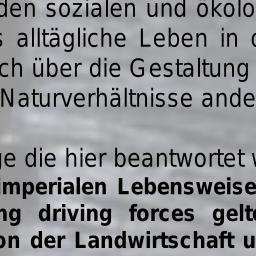 den sozialen und ökolo
alltägliche Leben in
ch über die Gestaltung
Naturverhältnisse ande
ge die hier beantwortet
imperialen Lebensweise
ng driving forces gelt
on der Landwirtschaft u